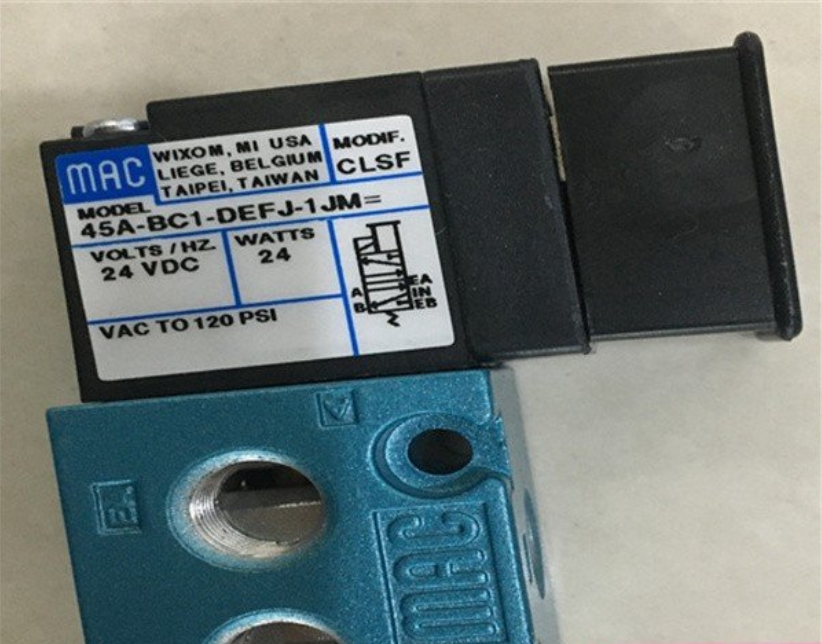 MAC
WIXOM, MI USA
LIEGE, BELGIUM
TAIPEI, TAIWAN
MODIF.
CLSF
MODEL
45A-BC1-DEFJ-1JM=
VOLTS / HZ.
24 VDC
WATTS
24
A
B
EA
IN
EB
VAC TO 120 PSI
A
MAC